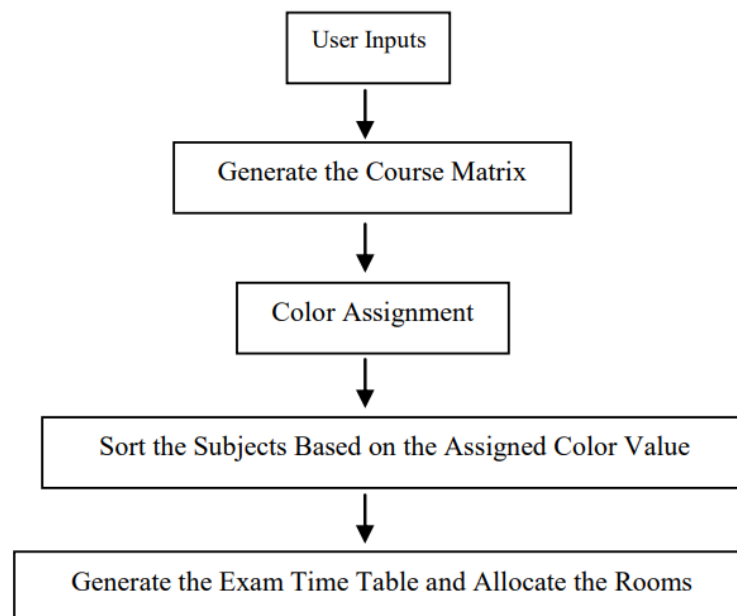 User Inputs
Generate the Course Matrix
Color Assignment
Sort the Subjects Based on the Assigned Color Value
Generate the Exam Time Table and Allocate the Rooms